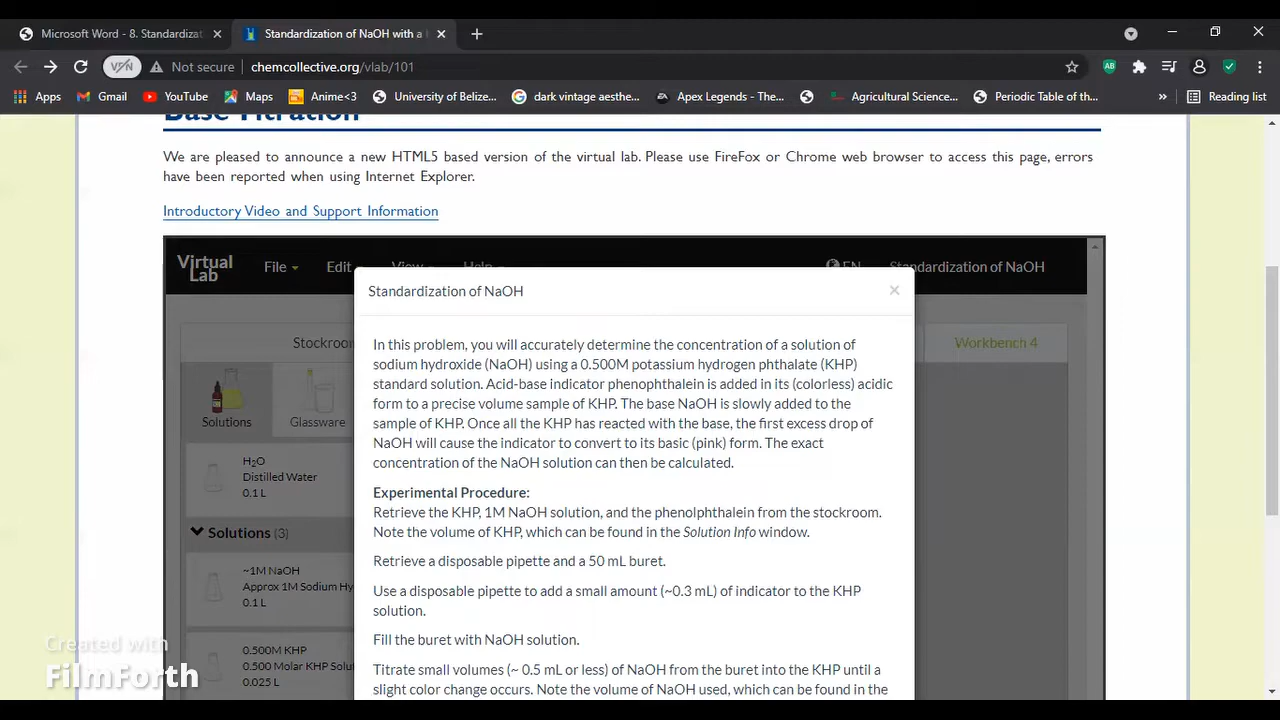 Microsoft Word - 8. Standardizat
Standardization of NaOH with a
VPN
Not secure
chemcollective.org/vlab/101
AB
Apps
Gmail
YouTube
Maps
Anime<3
University of Belize...
dark vintage aesthe...
Apex Legends - The...
Agricultural Science...
Periodic Table of th...
»
Reading list
Base Titration
We are pleased to announce a new HTML5 based version of the virtual lab. Please use FireFox or Chrome web browser to access this page, errors
have been reported when using Internet Explorer.
Introductory Video and Support Information
Virtual
Lab
File
Edit
View
Help
EN
Standardization of NaOH
Standardization of NaOH
×
Stockroo
Workbench 4
Solutions
Glassware
H₂O
Distilled Water
0.1 L
Solutions (3)
~1M NaOH
Approx 1M Sodium Hy
0.1 L
0.500M KHP
0.500 Molar KHP Solut
0.025 L
In this problem, you will accurately determine the concentration of a solution of
sodium hydroxide (NaOH) using a 0.500M potassium hydrogen phthalate (KHP)
standard solution. Acid-base indicator phenophthalein is added in its (colorless) acidic
form to a precise volume sample of KHP. The base NaOH is slowly added to the
sample of KHP. Once all the KHP has reacted with the base, the first excess drop of
NaOH will cause the indicator to convert to its basic (pink) form. The exact
concentration of the NaOH solution can then be calculated.
Experimental Procedure:
Retrieve the KHP, 1M NaOH solution, and the phenolphthalein from the stockroom.
Note the volume of KHP, which can be found in the Solution Info window.
Retrieve a disposable pipette and a 50 mL buret.
Use a disposable pipette to add a small amount (~0.3 mL) of indicator to the KHP
solution.
Fill the buret with NaOH solution.
Titrate small volumes (~ 0.5 mL or less) of NaOH from the buret into the KHP until a
slight color change occurs. Note the volume of NaOH used, which can be found in the
Created with
FilmForth